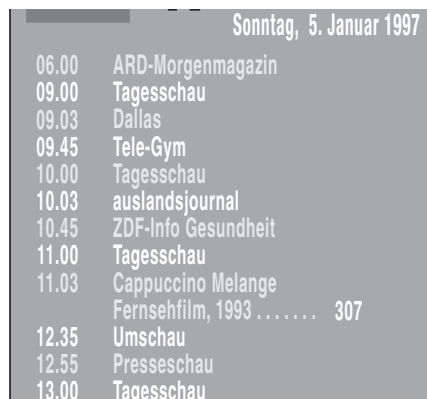 Sonntag, 5. Januar 1997
06.00 ARD-Morgenmagazin
09.00 Tagesschau
09.03 Dallas
09.45 Tele-Gym
10.00 Tagesschau
10.03 auslandsjournal
10.45 ZDF-Info Gesundheit
11.00 Tagesschau
11.03 Cappuccino Melange
Fernsehfilm, 1993 . . . . . . . 307
12.35 Umschau
12.55 Presseschau
13.00 Tagesschau